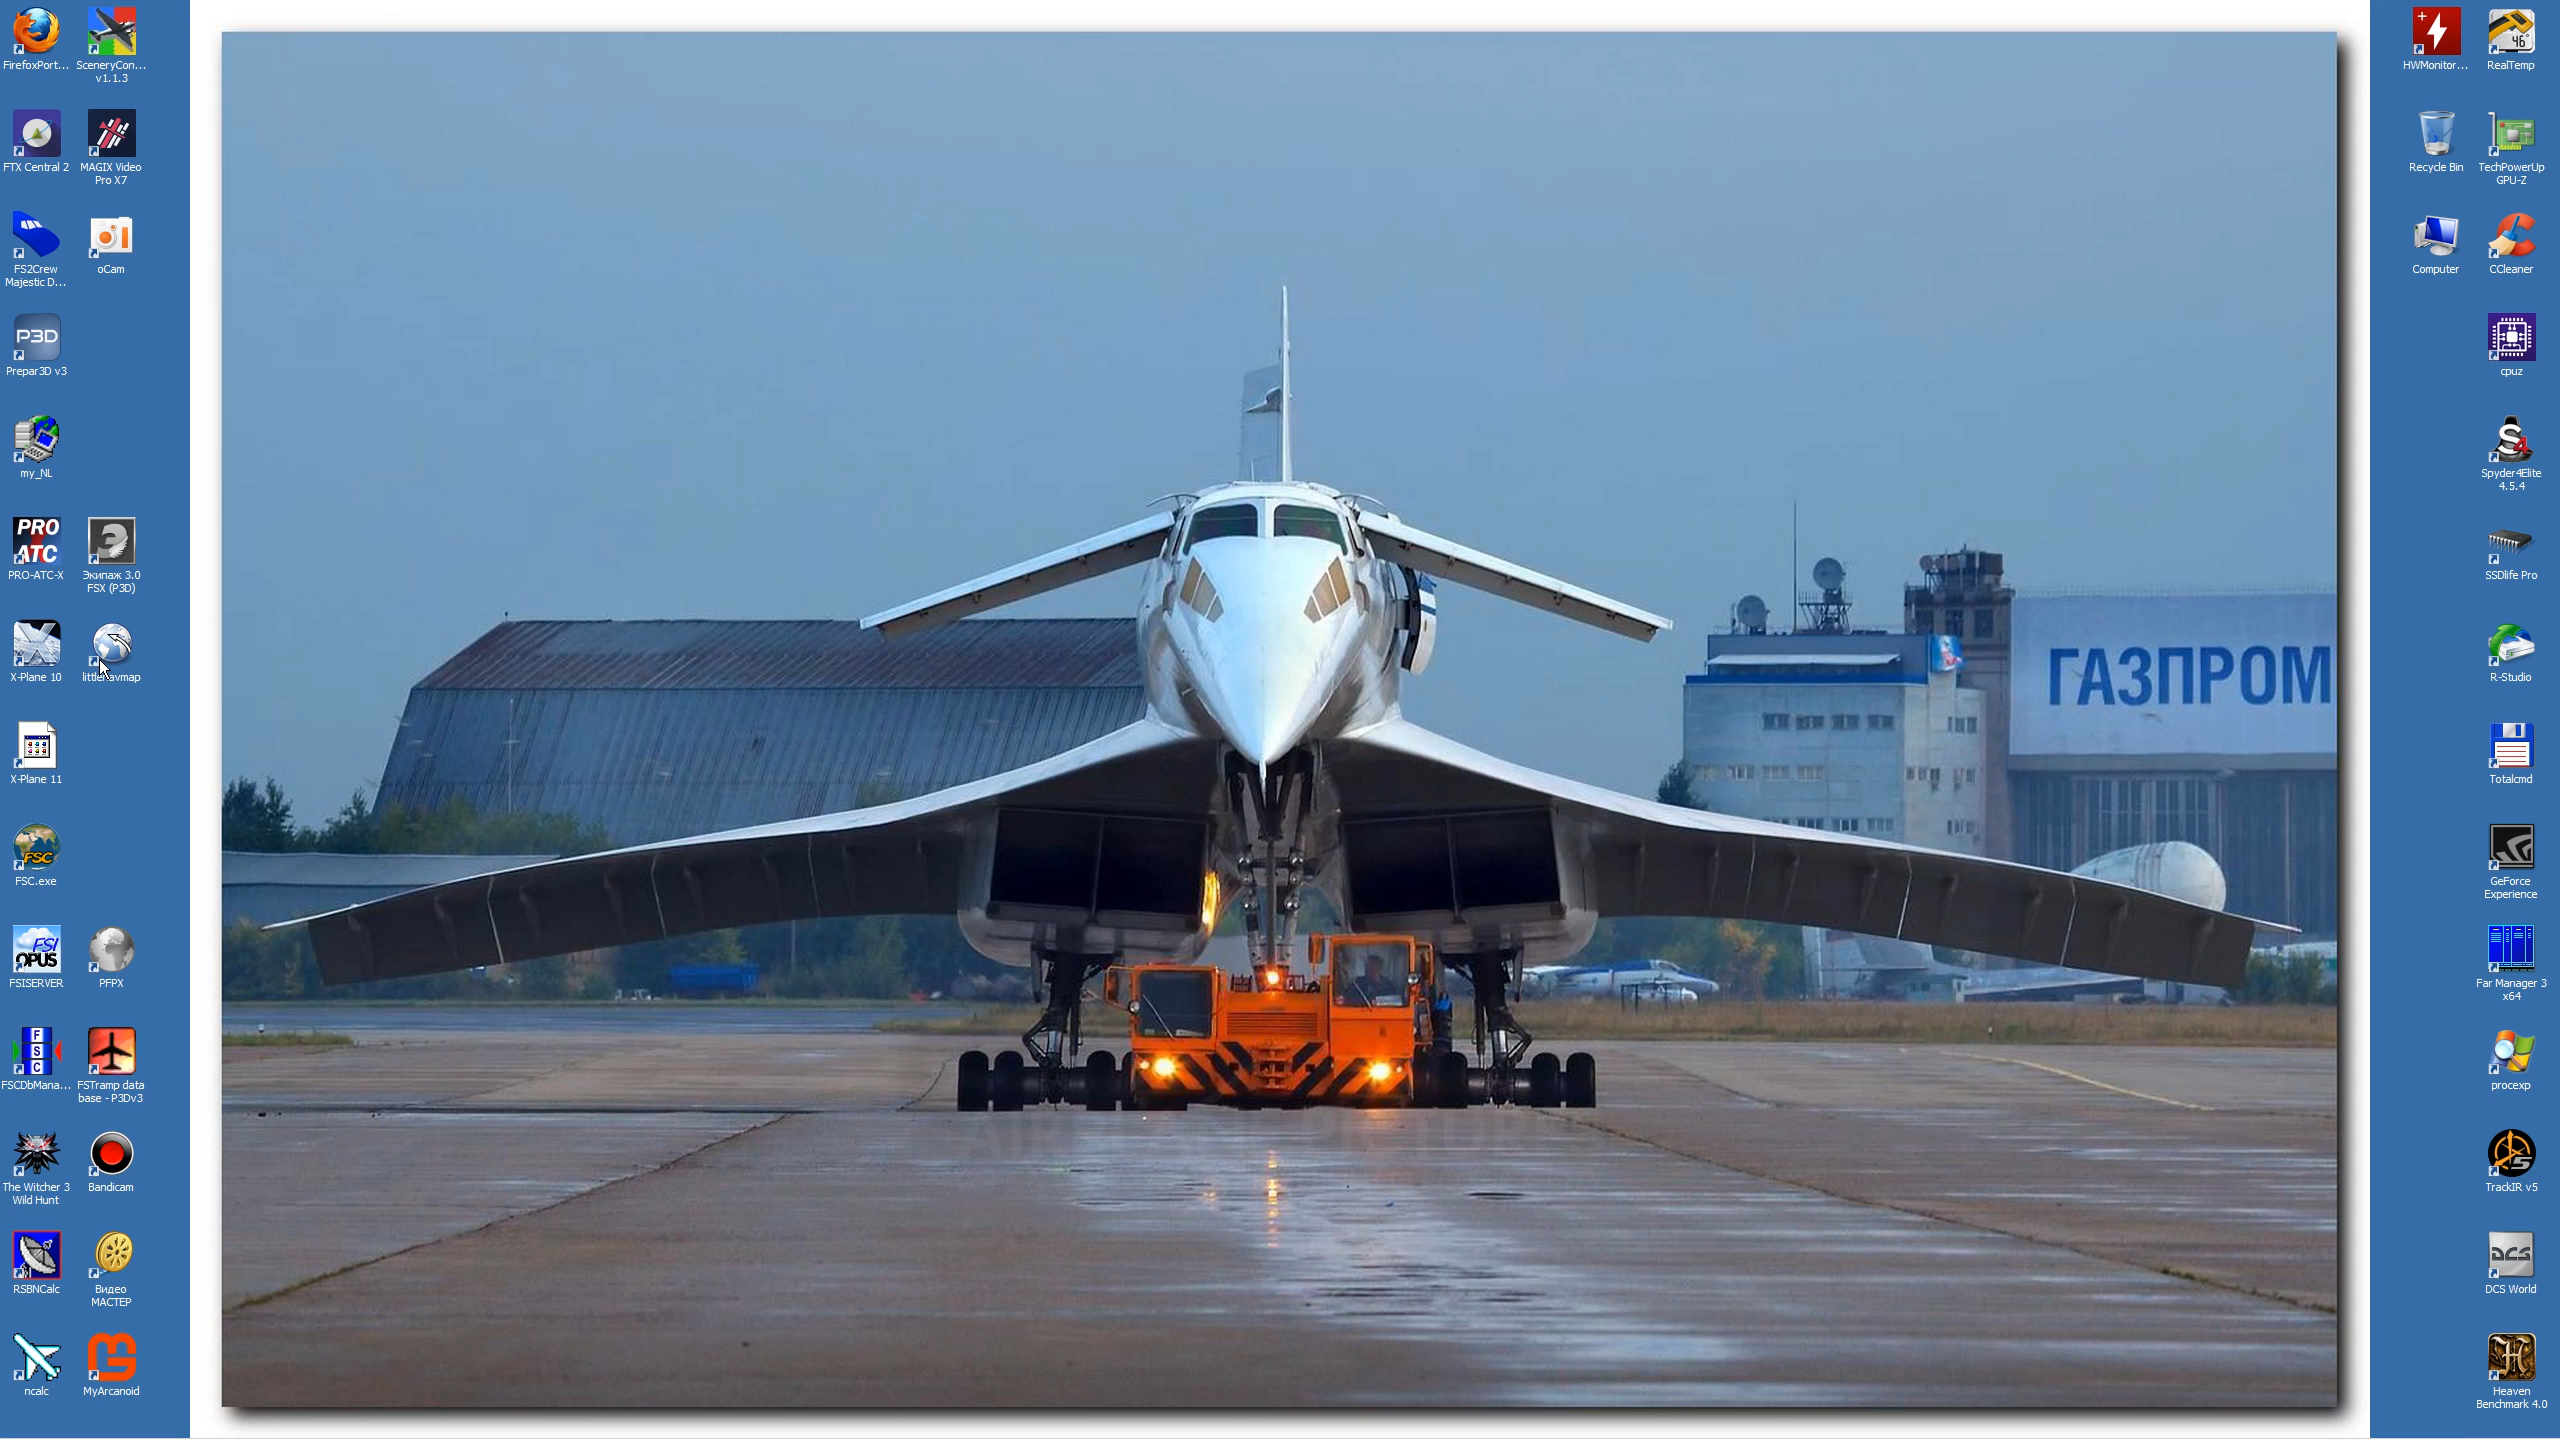 FirefoxPort...
SceneryCon...
v1.1.3
FTX Central 2
MAGIX Video
Pro X7
FS2Crew
Majestic D...
oCam
P3D
Prepar3D v3
my_NL
PRO
ATC
PRO-ATC-X
Э
Экипаж 3.0
FSX (P3D)
X-Plane 10
littlenavmap
X-Plane 11
FSC
FSC.exe
FSI
OPUS
FSISERVER
PFPX
F
S
C
FSCDbMana...
FSTramp data
base - P3Dv3
The Witcher 3
Wild Hunt
Bandicam
RSBNCalc
Видео
МАСТЕР
ncalc
MyArcanoid
ГАЗПРОМ
HWMonitor...
46°
RealTemp
Recycle Bin
TechPowerUp
GPU-Z
Computer
CCleaner
cpuz
S4
Spyder4Elite
4.5.4
SSDlife Pro
R-Studio
Totalcmd
GeForce
Experience
Far Manager 3
x64
procexp
5
TrackIR v5
DCS
DCS World
H
Heaven
Benchmark 4.0